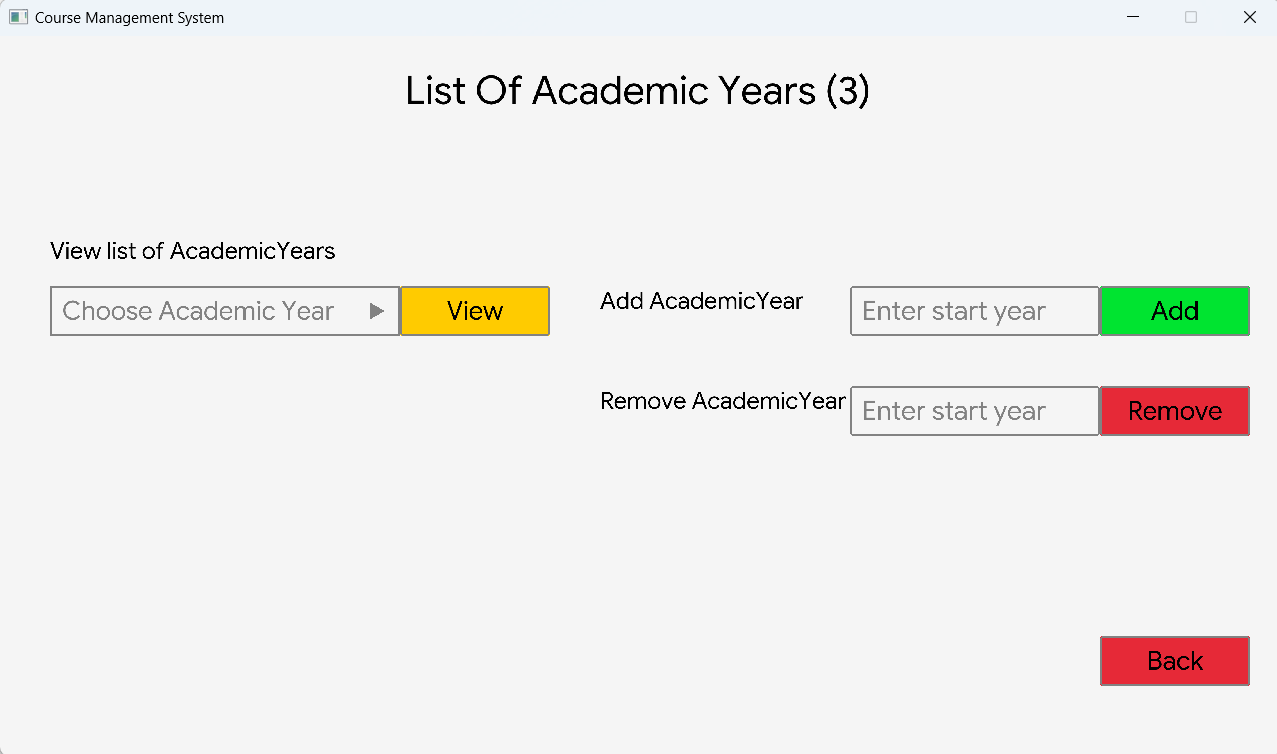 Course Management System
List Of Academic Years (3)
View list of AcademicYears
Choose Academic Year
View
Add AcademicYear
Enter start year
Add
Remove AcademicYear
Enter start year
Remove
Back